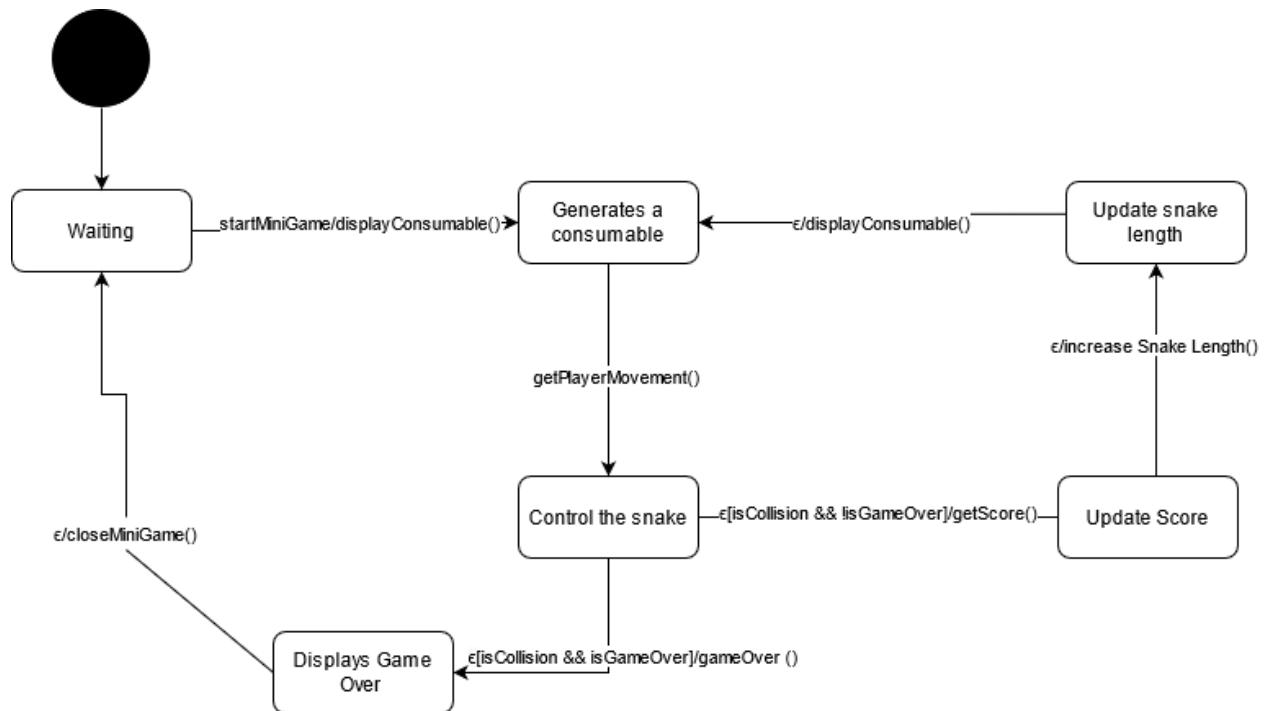 Waiting
startMiniGame/displayConsumable()
Generates a
consumable
ϵ/displayConsumable()
Update snake
length
ϵ/increase Snake Length()
getPlayerMovement()
Control the snake
ϵ[isCollision && !isGameOver]/getScore()
Update Score
ϵ/closeMiniGame()
Displays Game
Over
ϵ[isCollision && isGameOver]/gameOver ()